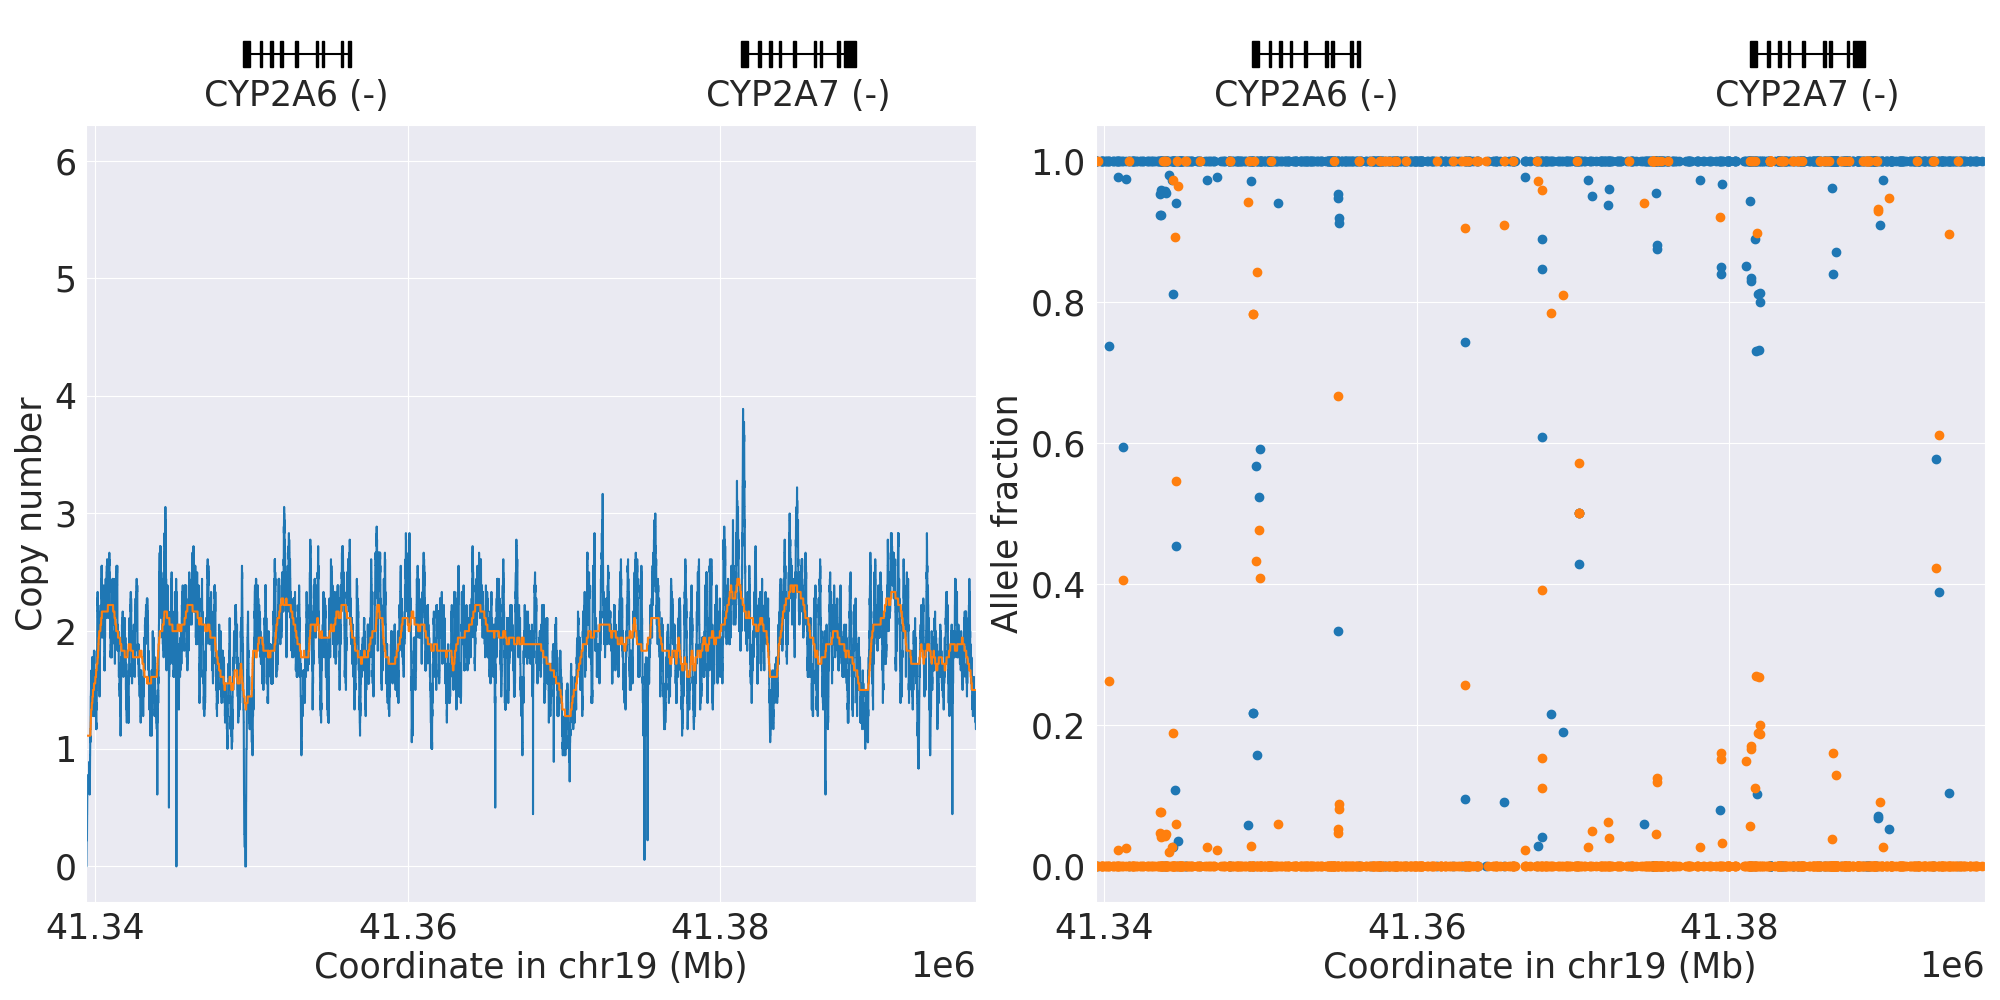 CYP2A6 (-) CYP2A7 (-)
6
5
4
3
2
1
0
Copy number
41.34 41.36 41.38
Coordinate in chr19 (Mb) 1e6
CYP2A6 (-) CYP2A7 (-)
1.0
0.8
0.6
0.4
0.2
0.0
Allele fraction
41.34 41.36 41.38
Coordinate in chr19 (Mb) 1e6